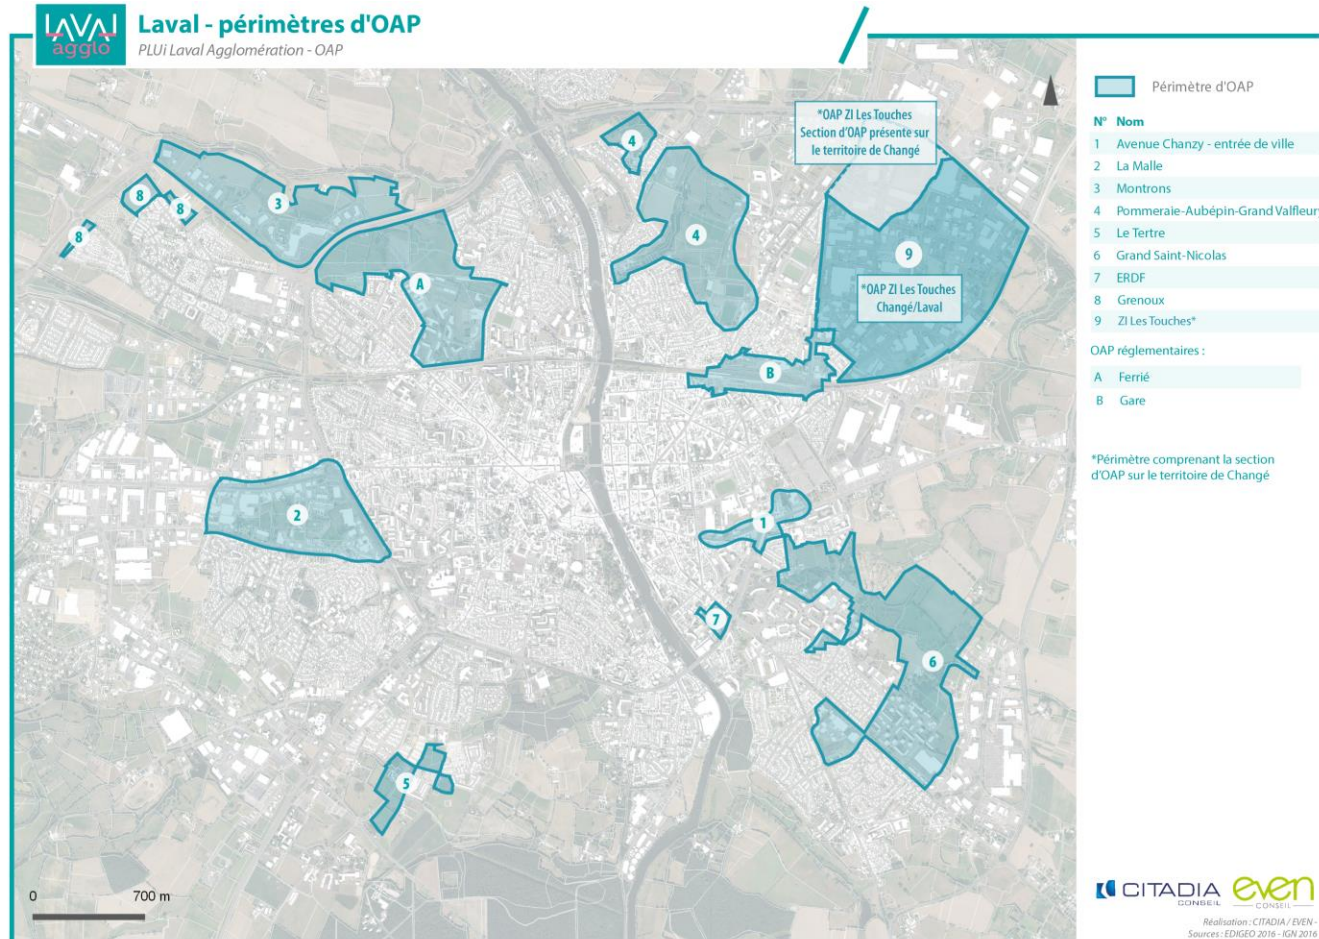 LAVAL
agglo
Laval - périmètres d'OAP
PLUi Laval Agglomération - OAP
*OAP ZI Les Touches
Section d'OAP présente sur
le territoire de Changé
4
8
8
8
3
4
A
9
*OAP ZI Les Touches
Changé/Laval
B
2
1
7
6
5
0 700 m
Périmètre d'OAP
N° Nom
1 Avenue Chanzy - entrée de ville
2 La Malle
3 Montrons
4 Pommeraie-Aubépin-Grand Valfleury
5 Le Tertre
6 Grand Saint-Nicolas
7 ERDF
8 Grenoux
9 ZI Les Touches*
OAP réglementaires :
A Ferrié
B Gare
*Périmètre comprenant la section
d'OAP sur le territoire de Changé
CITADIA
CONSEIL
even
CONSEIL
Réalisation : CITADIA / EVEN -
Sources : EDIGEO 2016 - IGN 2016